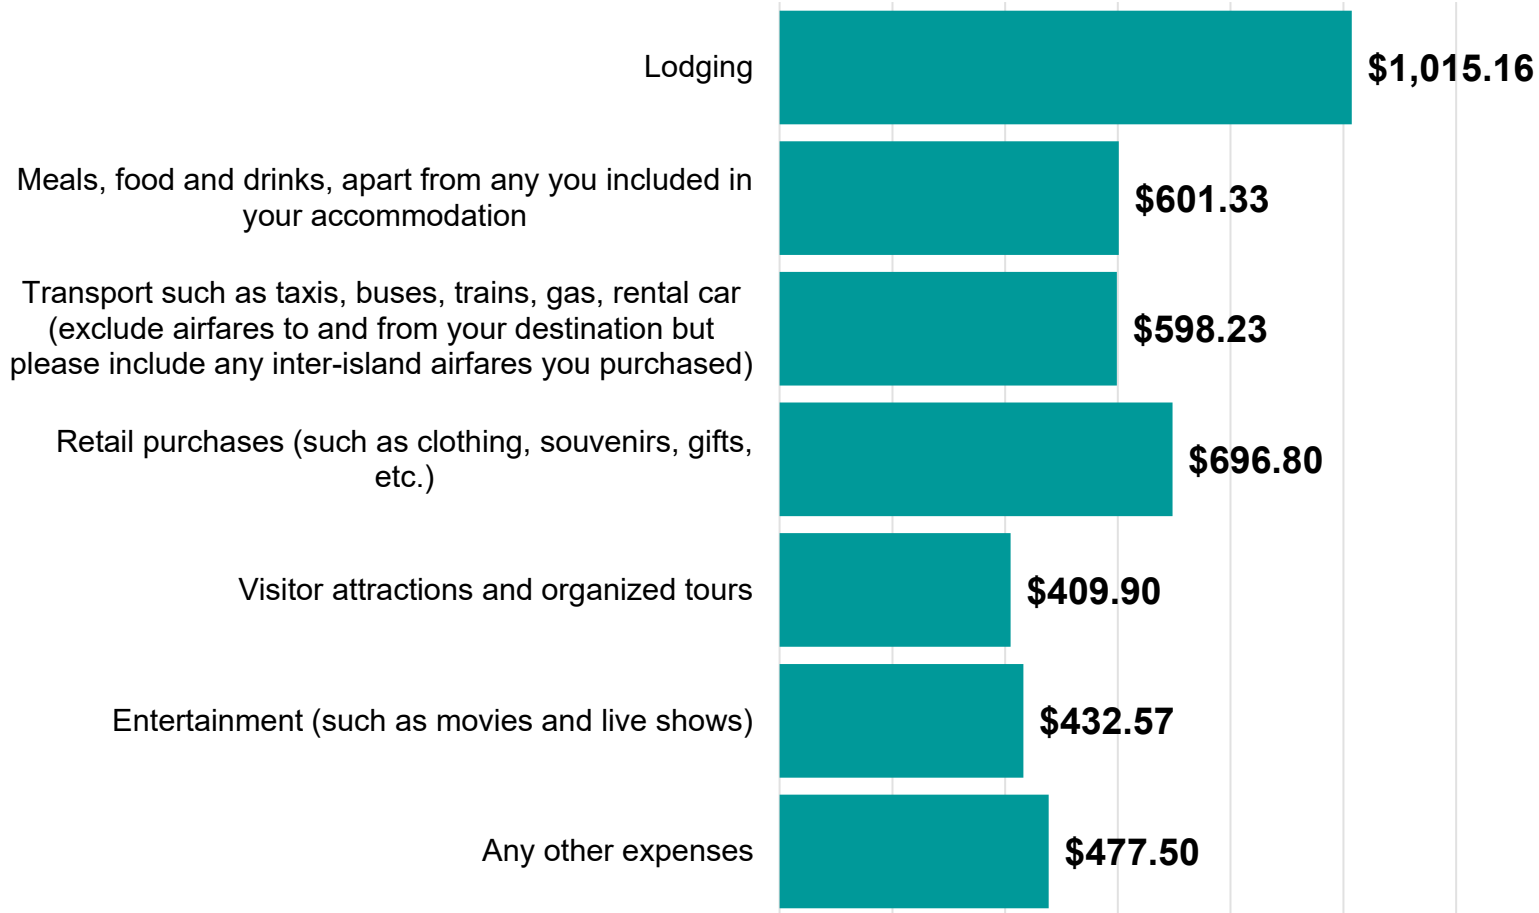 Lodging
$1,015.16
Meals, food and drinks, apart from any you included in
your accommodation
$601.33
Transport such as taxis, buses, trains, gas, rental car
(exclude airfares to and from your destination but
please include any inter-island airfares you purchased)
$598.23
Retail purchases (such as clothing, souvenirs, gifts,
etc.)
$696.80
Visitor attractions and organized tours
$409.90
Entertainment (such as movies and live shows)
$432.57
Any other expenses
$477.50